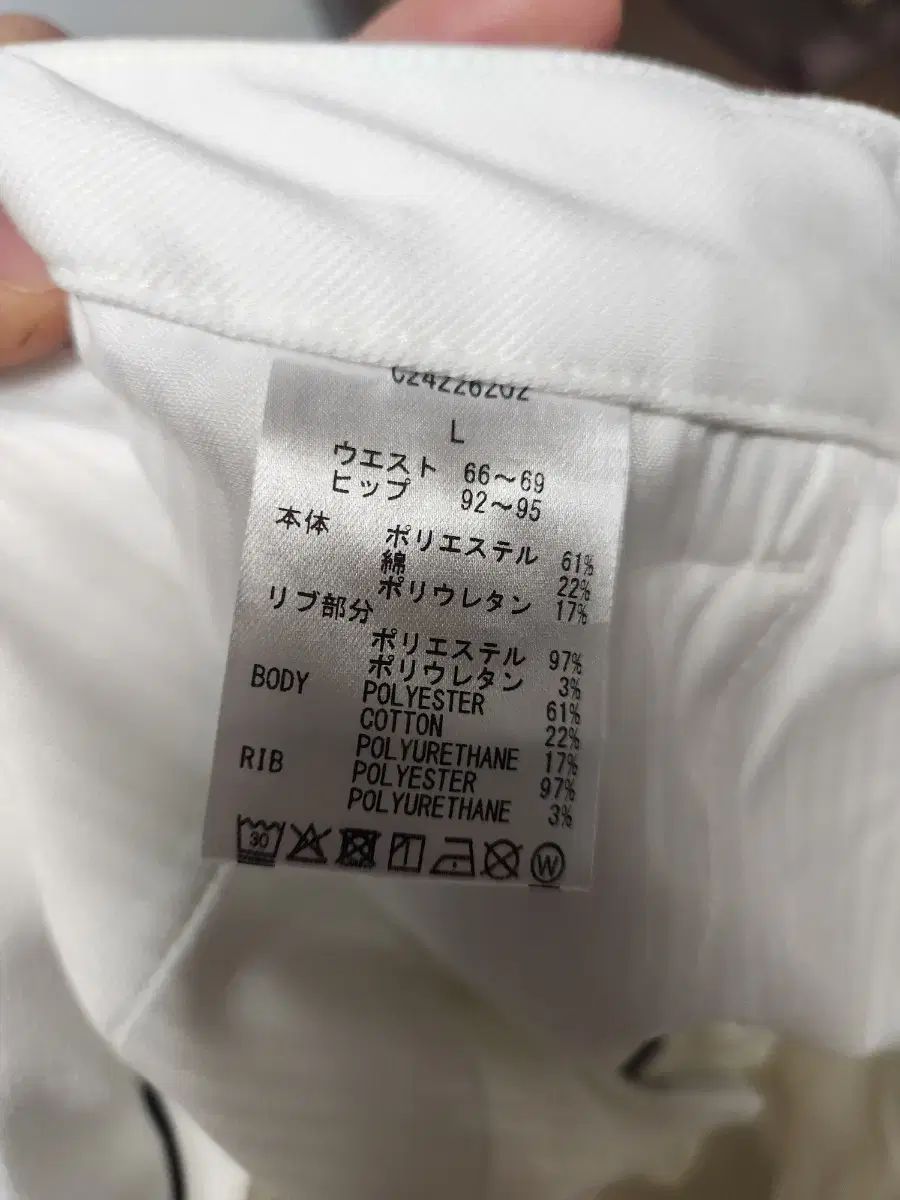 C24226202
L
ウエスト 66～69
ヒップ 92～95
本体 ポリエステル 61%
綿 22%
ポリウレタン 17%
リブ部分
ポリエステル 97%
ポリウレタン 3%
BODY POLYESTER 61%
COTTON 22%
POLYURETHANE 17%
RIB POLYESTER 97%
POLYURETHANE 3%
30 W